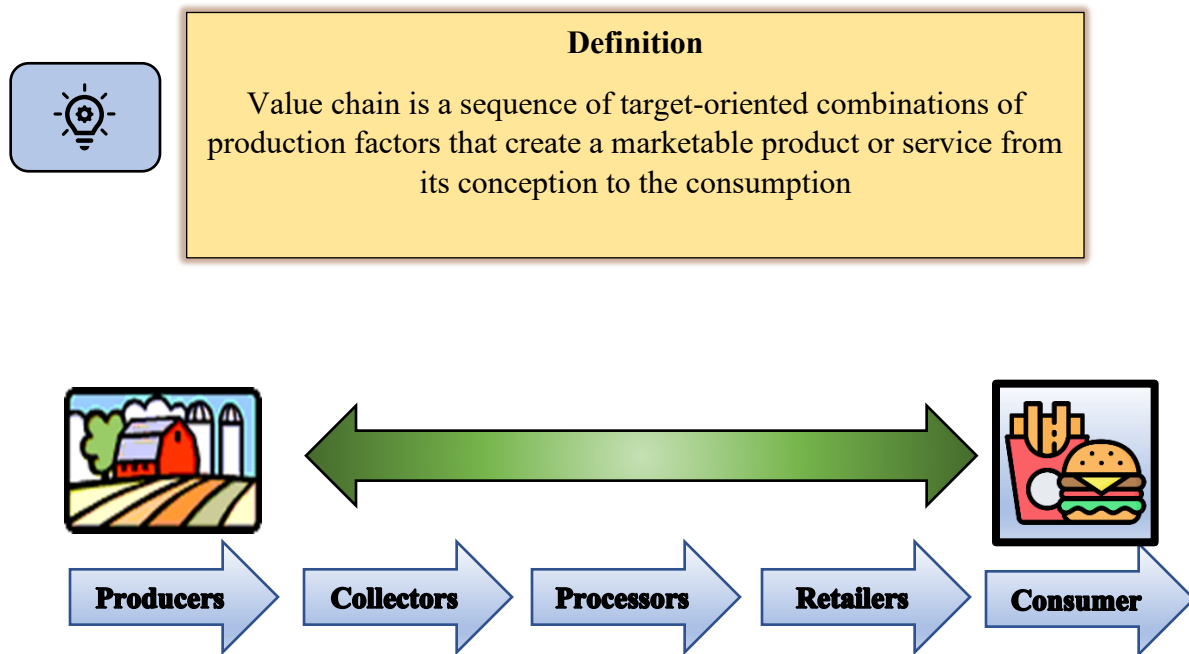 Definition
Value chain is a sequence of target-oriented combinations of
production factors that create a marketable product or service from
its conception to the consumption
Producers
Collectors
Processors
Retailers
Consumer